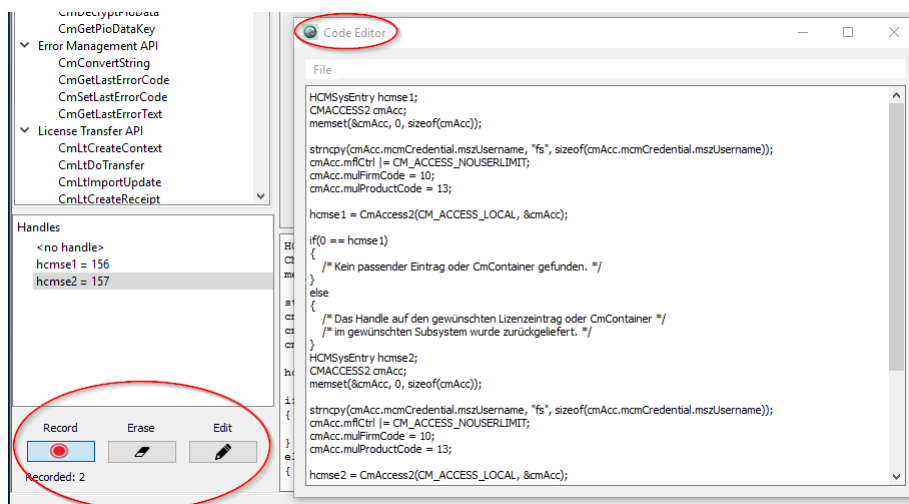 CmDecryptPioData
CmGetPioDataKey
Error Management API
CmConvertString
CmGetLastErrorCode
CmSetLastErrorCode
CmGetLastErrorText
License Transfer API
CmLtCreateContext
CmLtDoTransfer
CmLtImportUpdate
CmLtCreateReceipt
Handles
<no handle>
hcmse1 = 156
hcmse2 = 157
Record Erase Edit
Recorded: 2
Code Editor
File
HCMSysEntry hcmse1;
CMACCESS2 cmAcc;
memset(&cmAcc, 0, sizeof(cmAcc));
strncpy(cmAcc.mcmCredential.mszUsername, "fs", sizeof(cmAcc.mcmCredential.mszUsername));
cmAcc.mflCtrl |= CM_ACCESS_NOUSERLIMIT;
cmAcc.mulFirmCode = 10;
cmAcc.mulProductCode = 13;
hcmse1 = CmAccess2(CM_ACCESS_LOCAL, &cmAcc);
if(0 == hcmse1)
{
/* Kein passender Eintrag oder CmContainer gefunden. */
}
else
{
/* Das Handle auf den gewünschten Lizenzeintrag oder CmContainer */
/* im gewünschten Subsystem wurde zurückgeliefert. */
}
HCMSysEntry hcmse2;
CMACCESS2 cmAcc;
memset(&cmAcc, 0, sizeof(cmAcc));
strncpy(cmAcc.mcmCredential.mszUsername, "fs", sizeof(cmAcc.mcmCredential.mszUsername));
cmAcc.mflCtrl |= CM_ACCESS_NOUSERLIMIT;
cmAcc.mulFirmCode = 10;
cmAcc.mulProductCode = 13;
hcmse2 = CmAccess2(CM_ACCESS_LOCAL, &cmAcc);